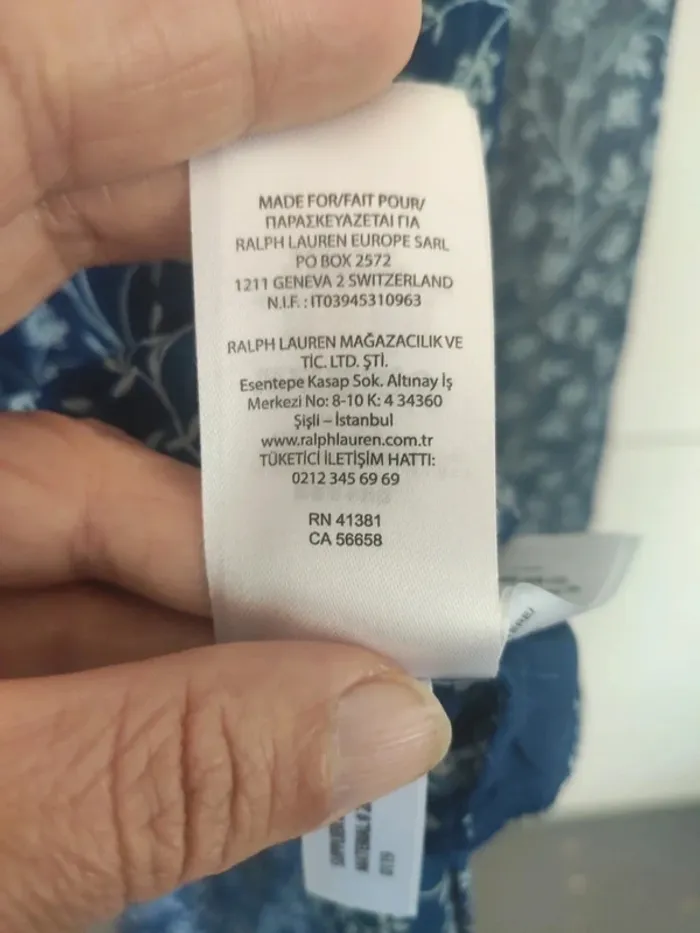 MADE FOR/FAIT POUR/
ΠΑΡΑΣΚΕΥΑΖΕΤΑΙ ΓΙΑ
RALPH LAUREN EUROPE SARL
PO BOX 2572
1211 GENEVA 2 SWITZERLAND
N.I.F. : IT03945310963
RALPH LAUREN MAĞAZACILIK VE
TİC. LTD. ŞTİ.
Esentepe Kasap Sok. Altınay İş
Merkezi No: 8-10 K: 4 34360
Şişli – İstanbul
www.ralphlauren.com.tr
TÜKETİCİ İLETİŞİM HATTI:
0212 345 69 69
RN 41381
CA 56658